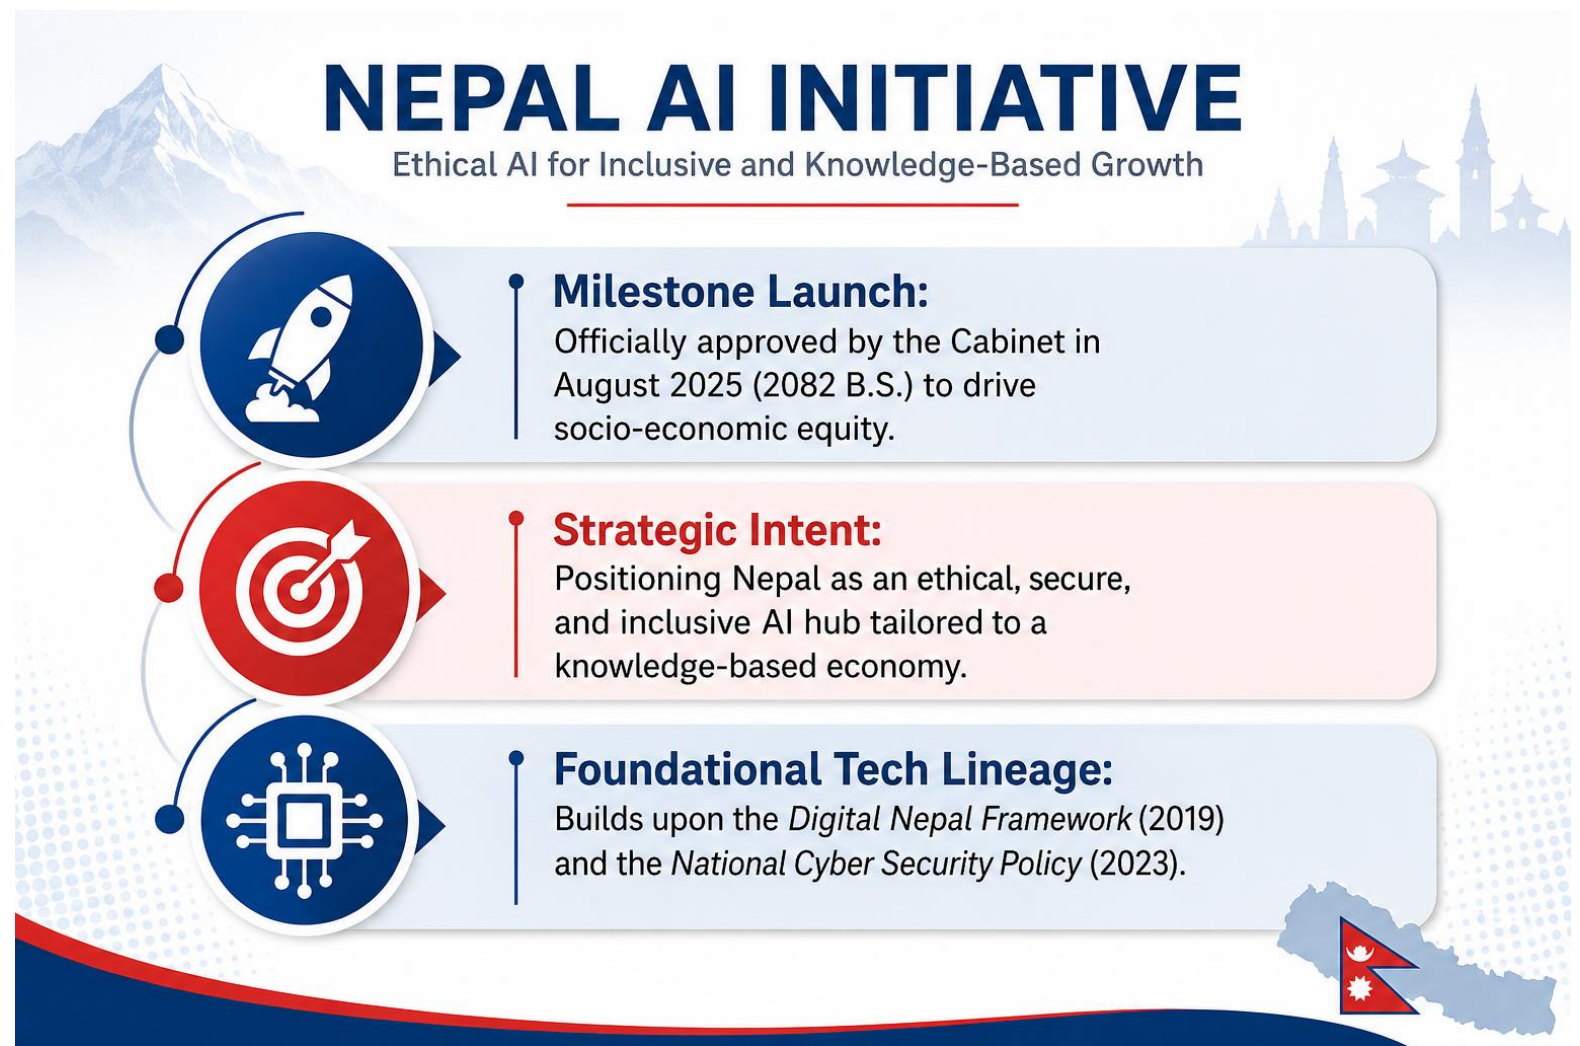 NEPAL AI INITIATIVE
Ethical AI for Inclusive and Knowledge-Based Growth
Milestone Launch:
Officially approved by the Cabinet in
August 2025 (2082 B.S.) to drive
socio-economic equity.
Strategic Intent:
Positioning Nepal as an ethical, secure,
and inclusive AI hub tailored to a
knowledge-based economy.
Foundational Tech Lineage:
Builds upon the Digital Nepal Framework (2019)
and the National Cyber Security Policy (2023).